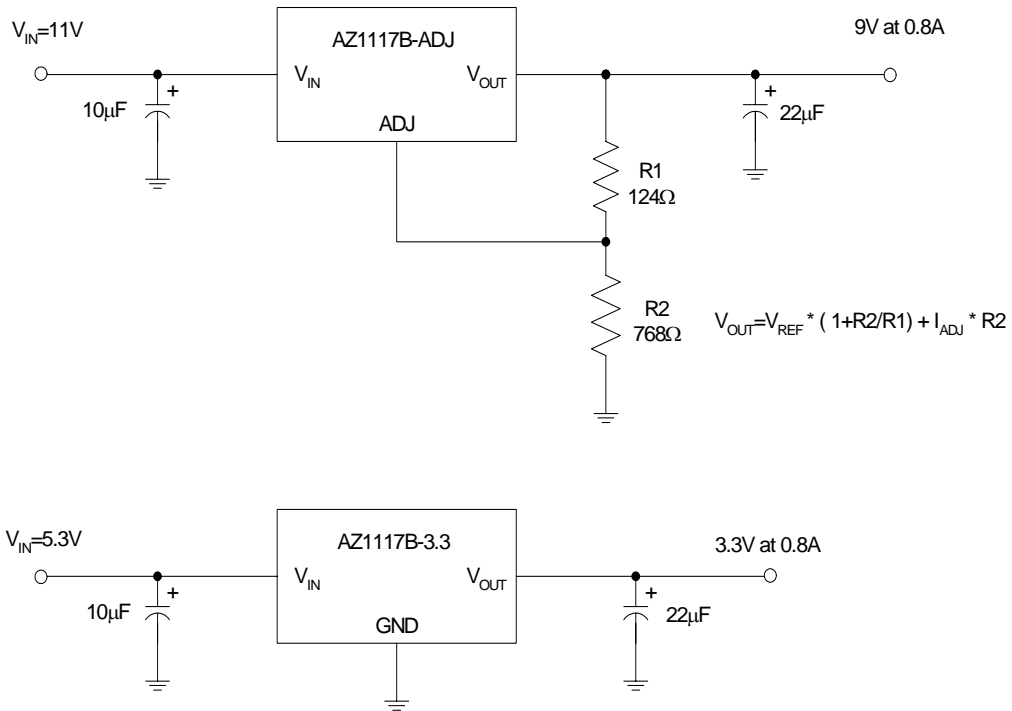 V_IN=11V
AZ1117B-ADJ
9V at 0.8A
V_IN
V_OUT
+
10µF
ADJ
+
22µF
R1
124Ω
R2
768Ω
V_OUT=V_REF * ( 1+R2/R1) + I_ADJ * R2
V_IN=5.3V
AZ1117B-3.3
3.3V at 0.8A
V_IN
V_OUT
+
10µF
GND
+
22µF